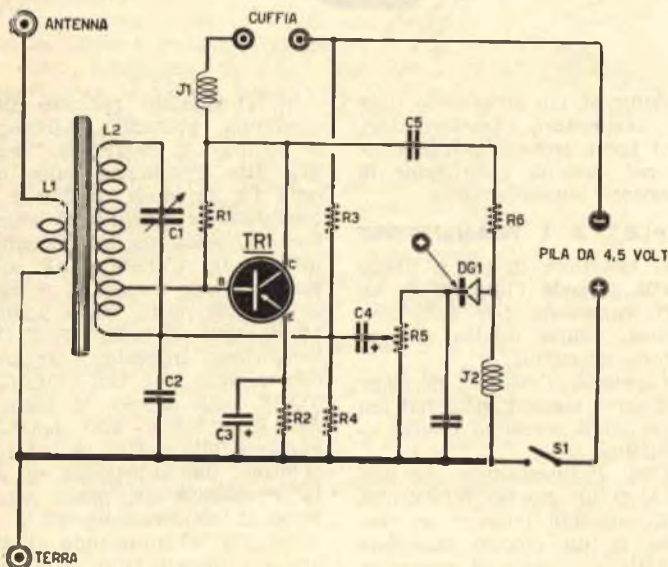 ANTENNA
CUFFIA
J1
L2
C5
L1
C1
R1
TR1
R3
R6
PILA DA 4,5 VOLT
B
C
E
DG1
C4
R5
J2
C2
C3
R2
R4
S1
TERRA